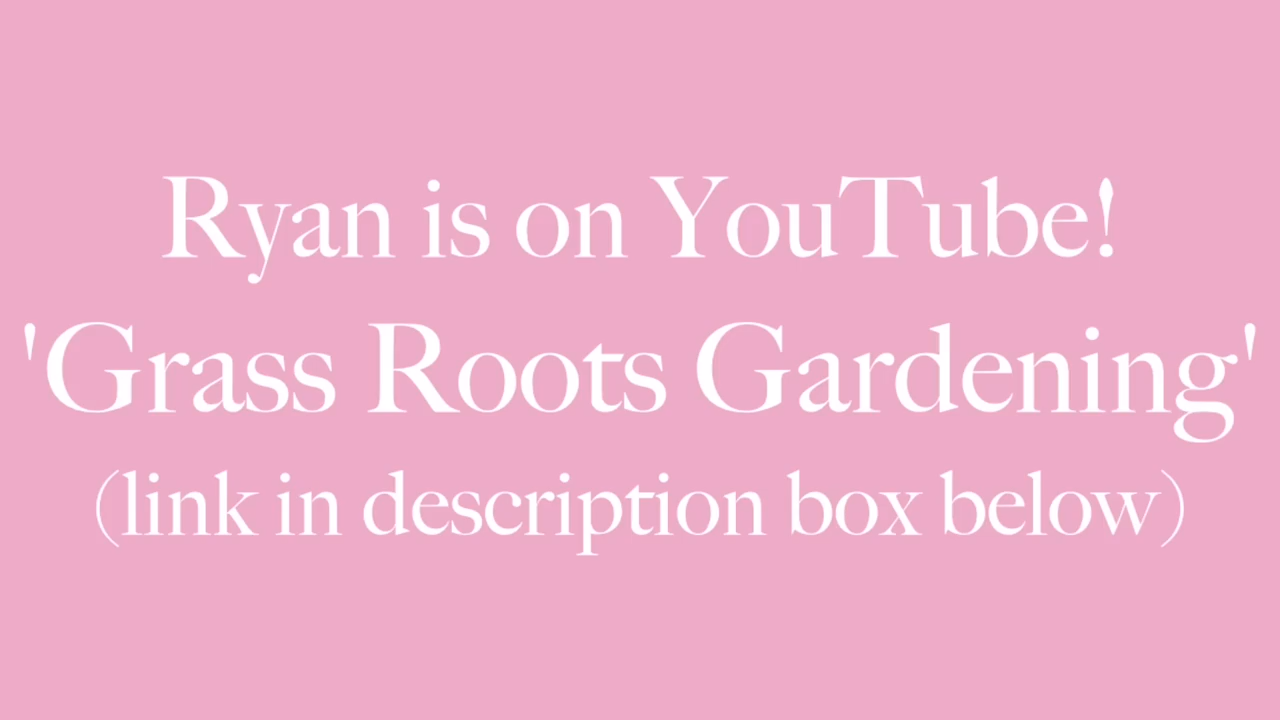 Ryan is on YouTube!
'Grass Roots Gardening'
(link in description box below)